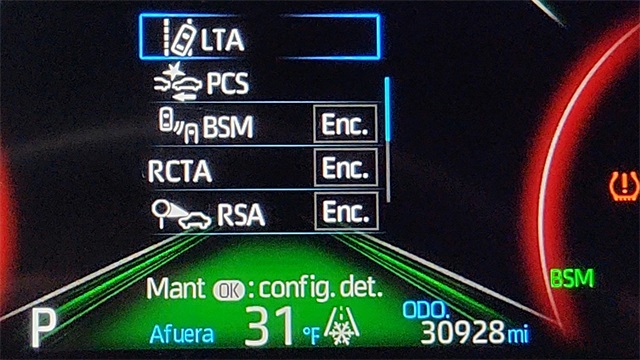 LTA
PCS
BSM Enc.
RCTA Enc.
RSA Enc.
Mant OK : config. det.
BSM
P Afuera 31 °F ODO. 30928 mi